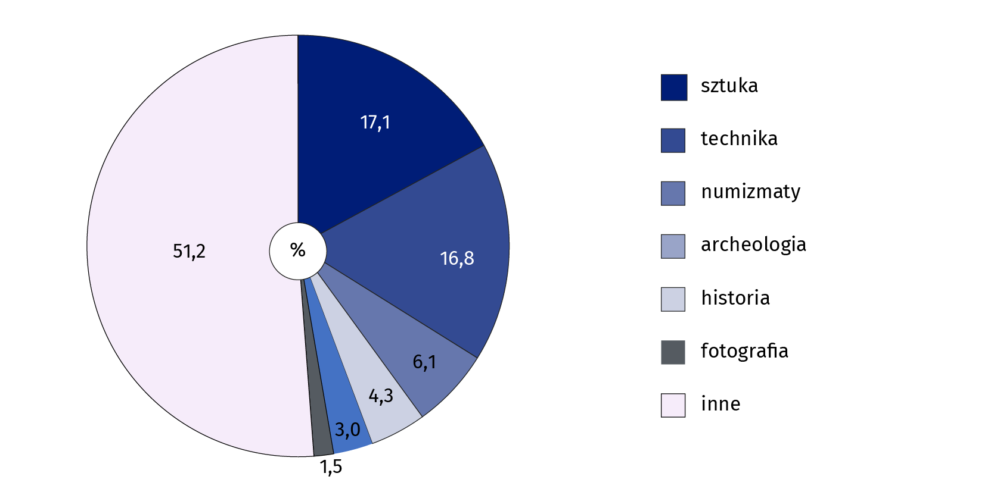 17,1
16,8
51,2
%
6,1
4,3
3,0
1,5
sztuka
technika
numizmaty
archeologia
historia
fotografia
inne